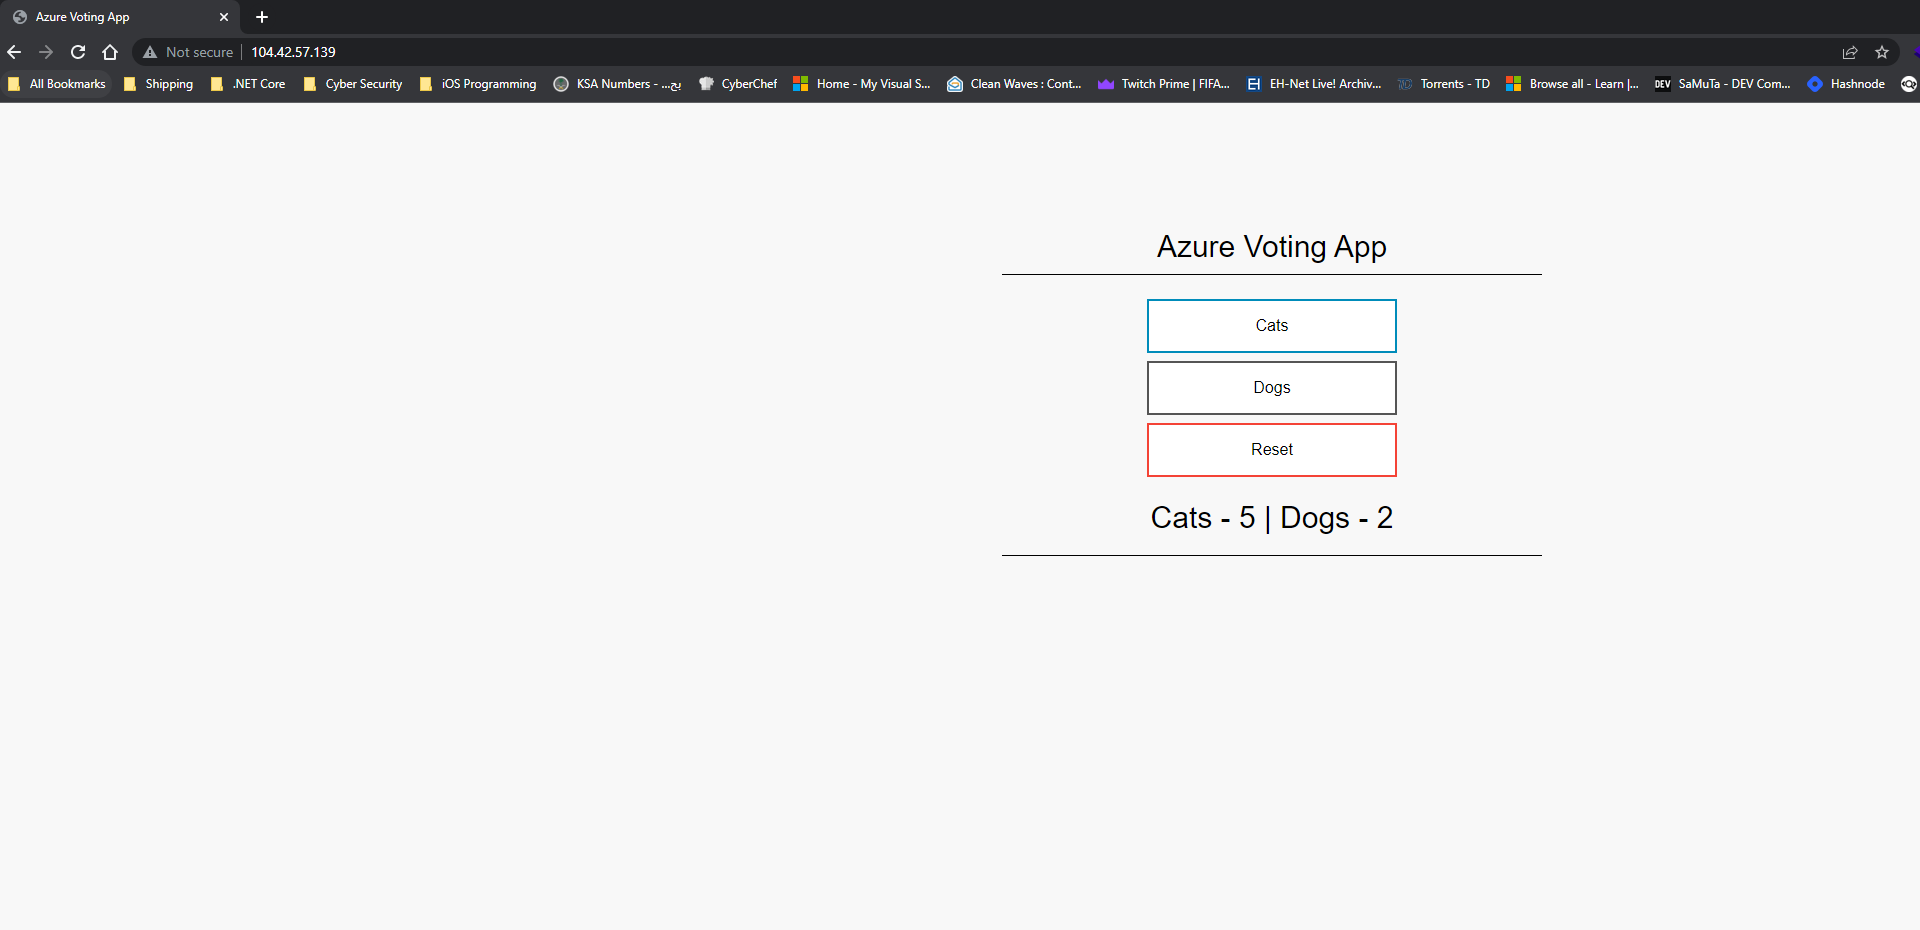 Azure Voting App
Not secure 104.42.57.139
All Bookmarks Shipping .NET Core Cyber Security iOS Programming KSA Numbers - ... CyberChef Home - My Visual S... Clean Waves : Cont... Twitch Prime | FIFA... EH-Net Live! Archiv... Torrents - TD Browse all - Learn |... DEV SaMuTa - DEV Com... Hashnode
Azure Voting App
Cats
Dogs
Reset
Cats - 5 | Dogs - 2